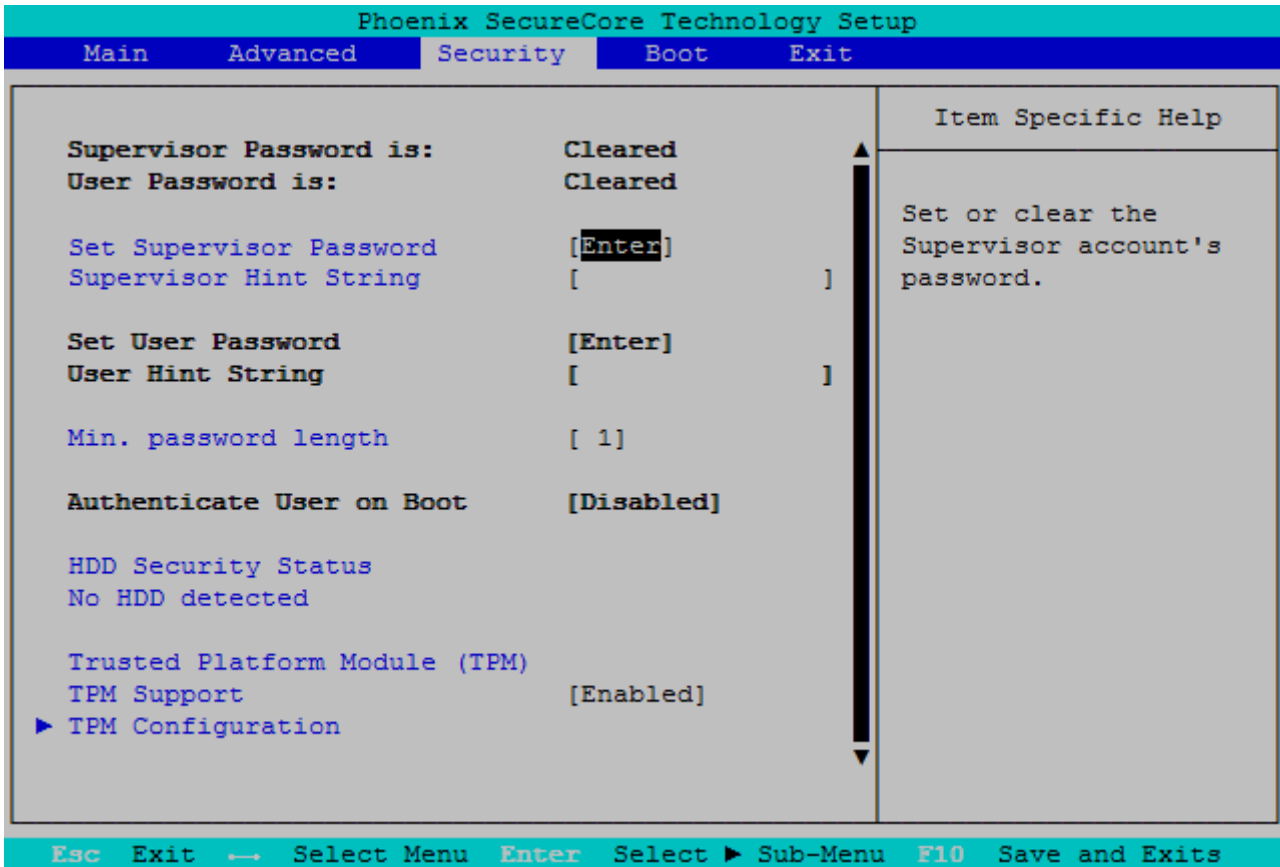 Phoenix SecureCore Technology Setup
Main Advanced Security Boot Exit
Item Specific Help
Supervisor Password is: Cleared
User Password is: Cleared
Set Supervisor Password [Enter]
Supervisor Hint String [ ]
Set User Password [Enter]
User Hint String [ ]
Min. password length [ 1]
Authenticate User on Boot [Disabled]
HDD Security Status
No HDD detected
Trusted Platform Module (TPM)
TPM Support [Enabled]
► TPM Configuration
Set or clear the
Supervisor account's
password.
Esc Exit ↔ Select Menu Enter Select ► Sub-Menu F10 Save and Exits